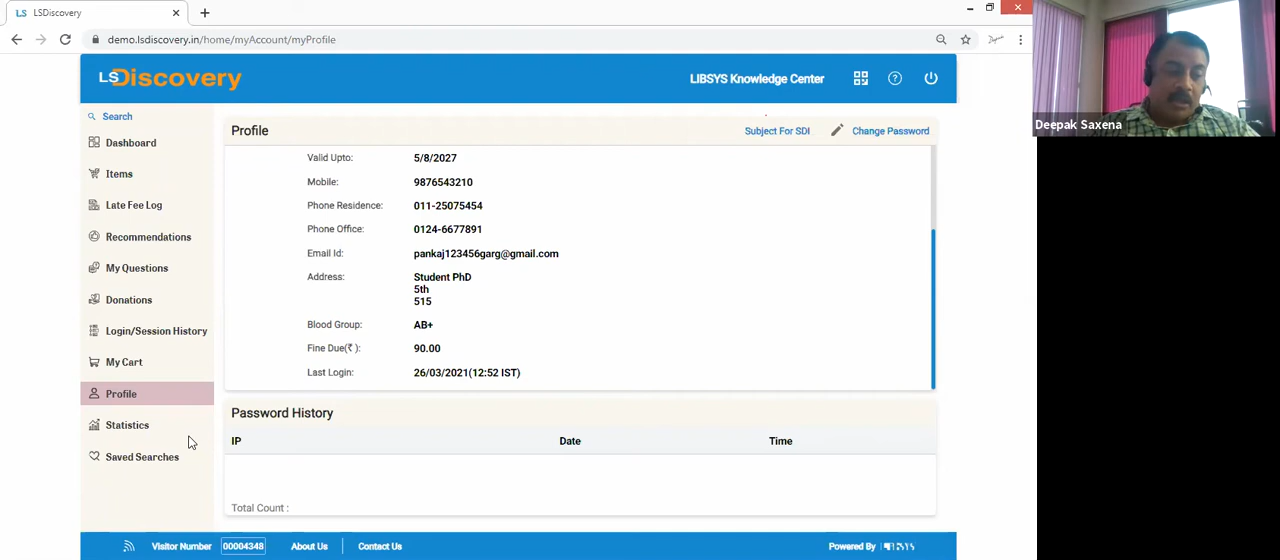 LS LSDiscovery
demo.lsdiscovery.in/home/myAccount/myProfile
LSDiscovery
LIBSYS Knowledge Center
Search
Dashboard
Items
Late Fee Log
Recommendations
My Questions
Donations
Login/Session History
My Cart
Profile
Statistics
Saved Searches
Profile
Subject For SDI
Change Password
Valid Upto: 5/8/2027
Mobile: 9876543210
Phone Residence: 011-25075454
Phone Office: 0124-6677891
Email Id: pankaj123456garg@gmail.com
Address: Student PhD
5th
515
Blood Group: AB+
Fine Due(₹ ): 90.00
Last Login: 26/03/2021(12:52 IST)
Password History
IP Date Time
Total Count :
Visitor Number 00004348 About Us Contact Us
Powered By
Deepak Saxena